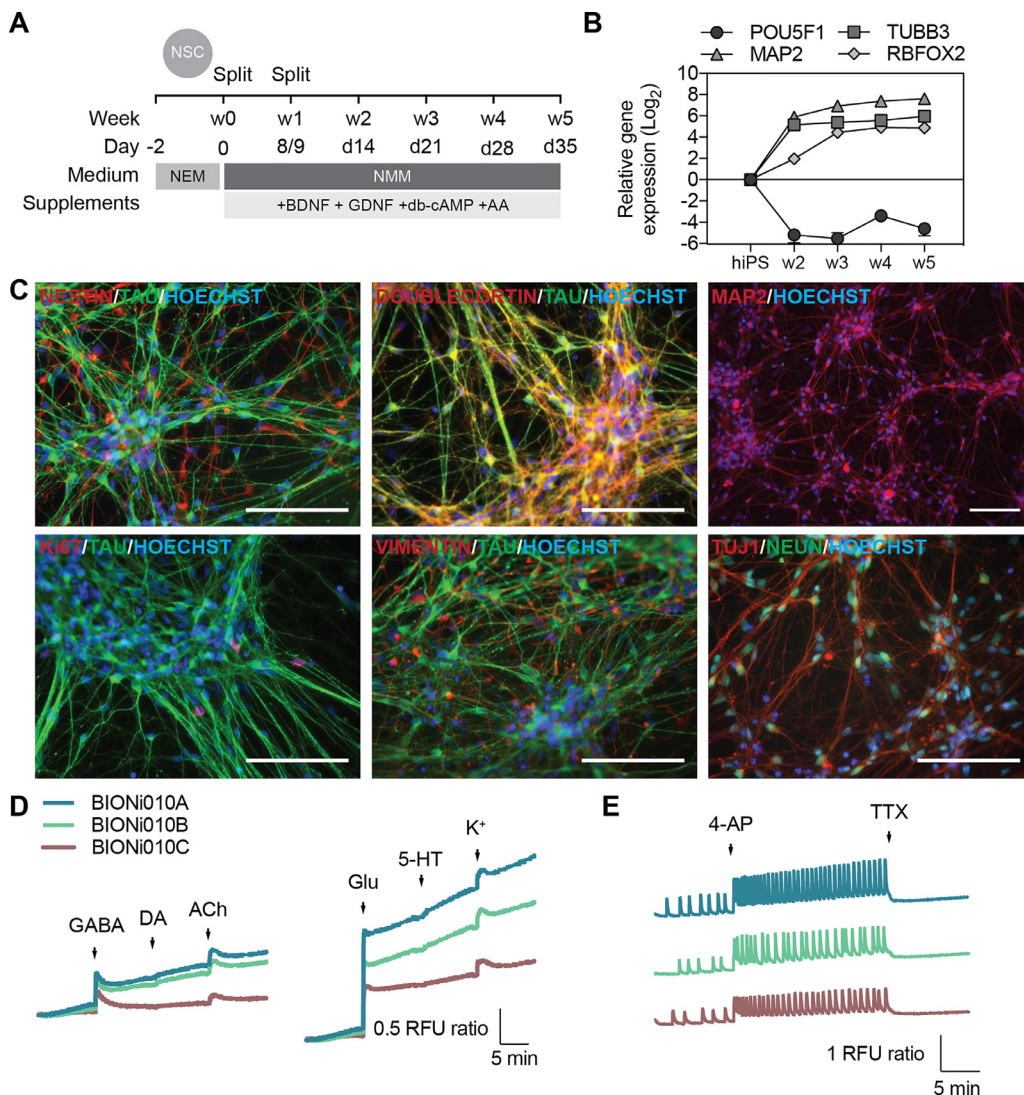 A
NSC
Split Split
Week w0 w1 w2 w3 w4 w5
Day -2 0 8/9 d14 d21 d28 d35
Medium NEM NMM
Supplements +BDNF + GDNF +db-cAMP +AA
B
POU5F1 TUBB3
MAP2 RBFOX2
Relative gene
expression (Log2)
10
8
6
4
2
0
-2
-4
-6
hiPS w2 w3 w4 w5
C
NESTIN/TAU/HOECHST
DOUBLECORTIN/TAU/HOECHST
MAP2/HOECHST
Ki67/TAU/HOECHST
VIMENTIN/TAU/HOECHST
TUJ1/NEUN/HOECHST
D
BIONi010A
BIONi010B
BIONi010C
GABA DA ACh
Glu 5-HT K+
0.5 RFU ratio
5 min
E
4-AP TTX
1 RFU ratio
5 min